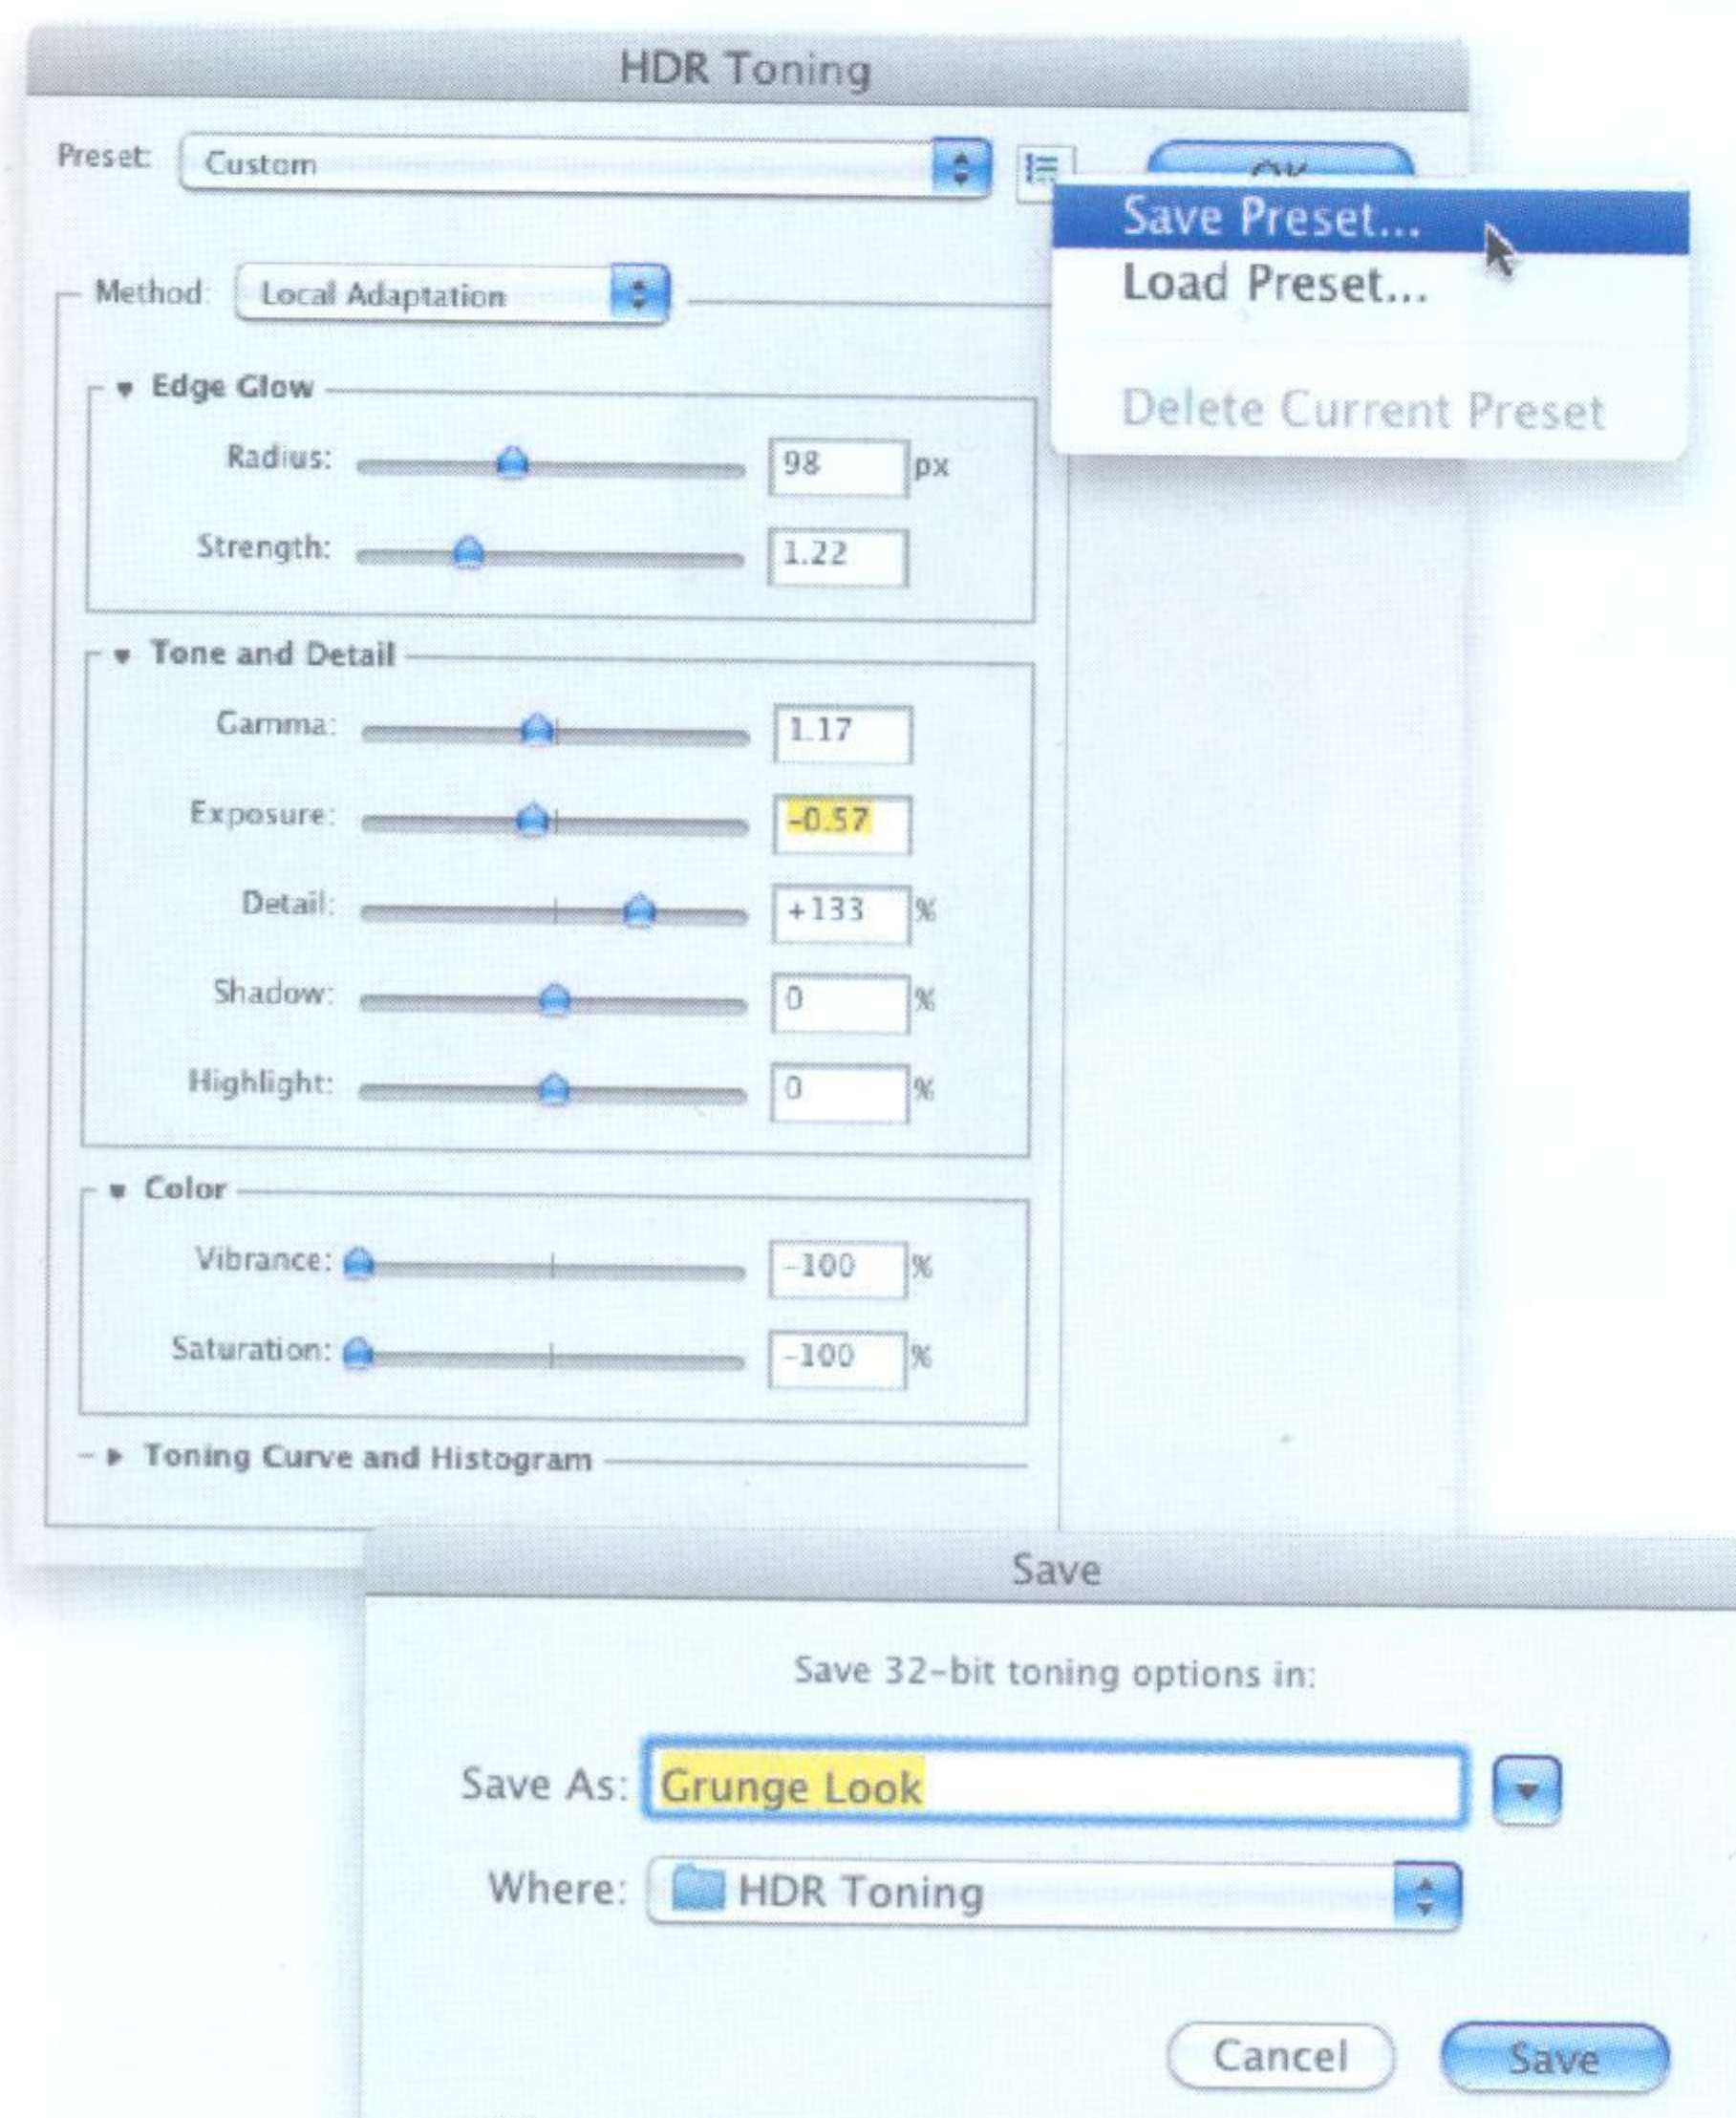 HDR Toning
Preset: Custom
Save Preset...
Load Preset...
Delete Current Preset
Method: Local Adaptation
Edge Glow
Radius: 98 px
Strength: 1.22
Tone and Detail
Gamma: 1.17
Exposure: -0.57
Detail: +133 %
Shadow: 0 %
Highlight: 0 %
Color
Vibrance: -100 %
Saturation: -100 %
Toning Curve and Histogram
Save
Save 32-bit toning options in:
Save As: Grunge Look
Where: HDR Toning
Cancel Save